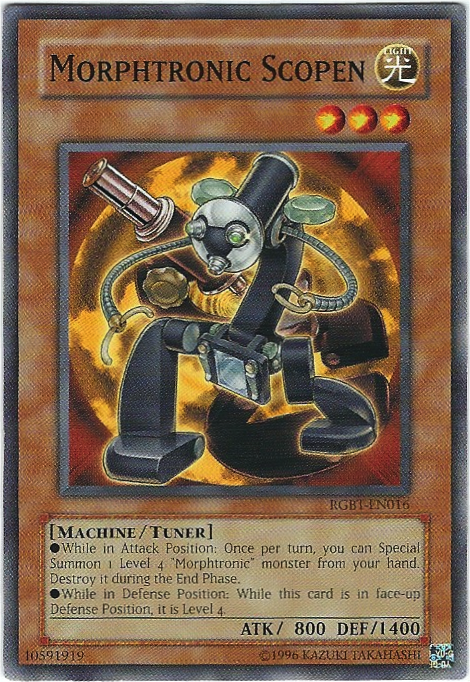 MORPHTRONIC SCOPEN
LIGHT
光
RGBT-EN016
[MACHINE/TUNER]
●While in Attack Position: Once per turn, you can Special
Summon 1 Level 4 "Morphtronic" monster from your hand.
Destroy it during the End Phase.
●While in Defense Position: While this card is in face-up
Defense Position, it is Level 4.
ATK/ 800 DEF/1400
10591919
©1996 KAZUKI TAKAHASHI